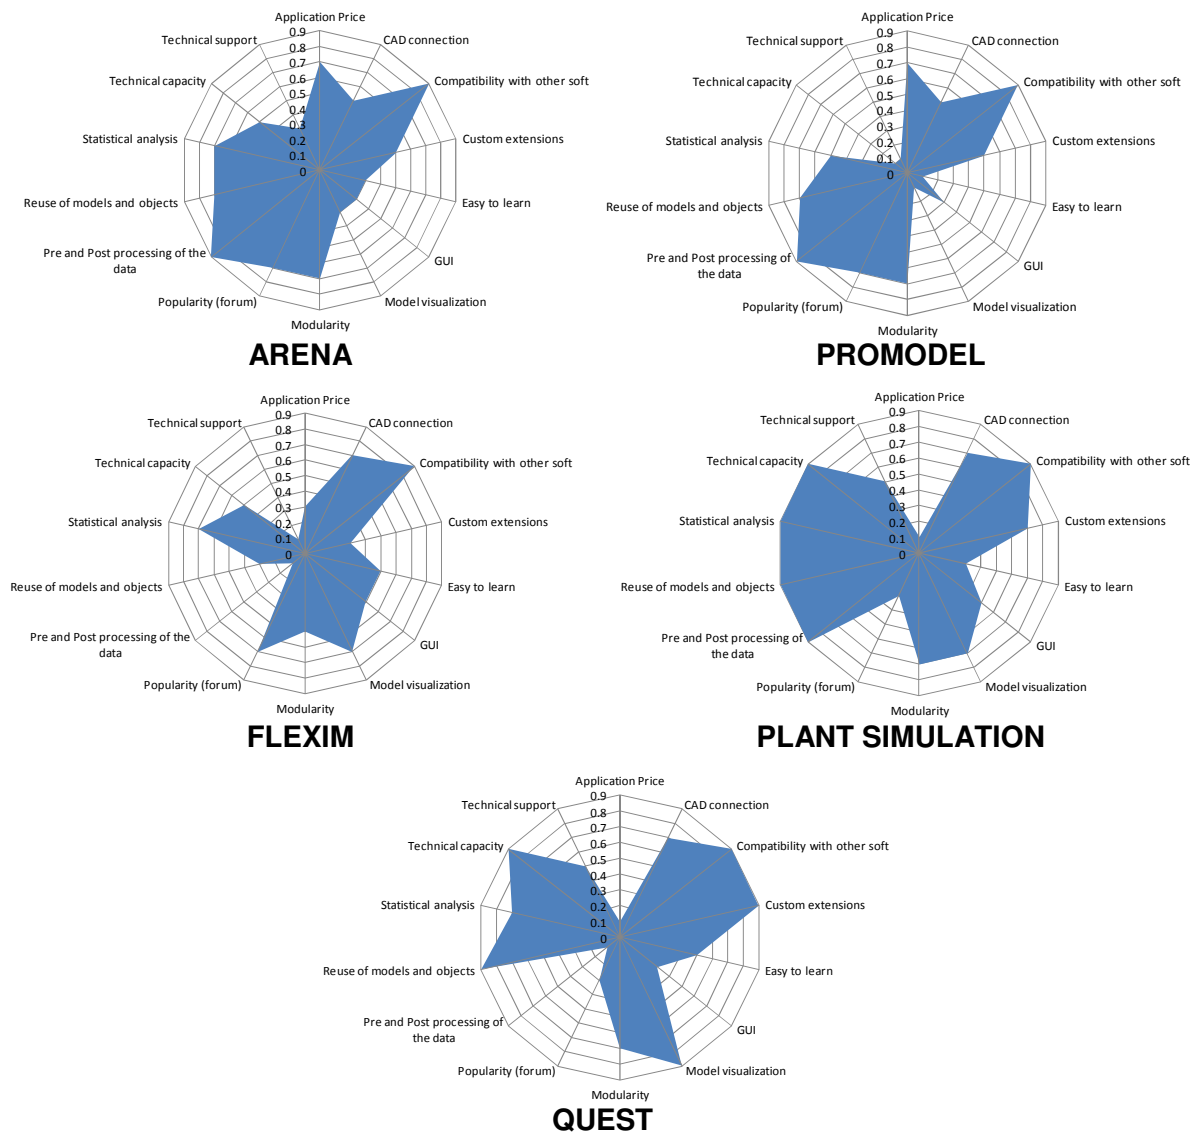 Application Price
Technical support
CAD connection
Technical capacity
Compatibility with other soft
Statistical analysis
Custom extensions
Reuse of models and objects
Easy to learn
Pre and Post processing of the
data
GUI
Popularity (forum)
Model visualization
Modularity
0.9
0.8
0.7
0.6
0.5
0.4
0.3
0.2
0.1
0
ARENA
Application Price
Technical support
CAD connection
Technical capacity
Compatibility with other soft
Statistical analysis
Custom extensions
Reuse of models and objects
Easy to learn
Pre and Post processing of
the data
GUI
Popularity (forum)
Model visualization
Modularity
0.9
0.8
0.7
0.6
0.5
0.4
0.3
0.2
0.1
0
PROMODEL
Application Price
Technical support
CAD connection
Technical capacity
Compatibility with other soft
Statistical analysis
Custom extensions
Reuse of models and objects
Easy to learn
Pre and Post processing of the
data
GUI
Popularity (forum)
Model visualization
Modularity
0.9
0.8
0.7
0.6
0.5
0.4
0.3
0.2
0.1
0
FLEXIM
Application Price
Technical support
CAD connection
Technical capacity
Compatibility with other soft
Statistical analysis
Custom extensions
Reuse of models and objects
Easy to learn
Pre and Post processing of
the data
GUI
Popularity (forum)
Model visualization
Modularity
0.9
0.8
0.7
0.6
0.5
0.4
0.3
0.2
0.1
0
PLANT SIMULATION
Application Price
Technical support
CAD connection
Technical capacity
Compatibility with other soft
Statistical analysis
Custom extensions
Reuse of models and objects
Easy to learn
Pre and Post processing of
the data
GUI
Popularity (forum)
Model visualization
Modularity
0.9
0.8
0.7
0.6
0.5
0.4
0.3
0.2
0.1
0
QUEST